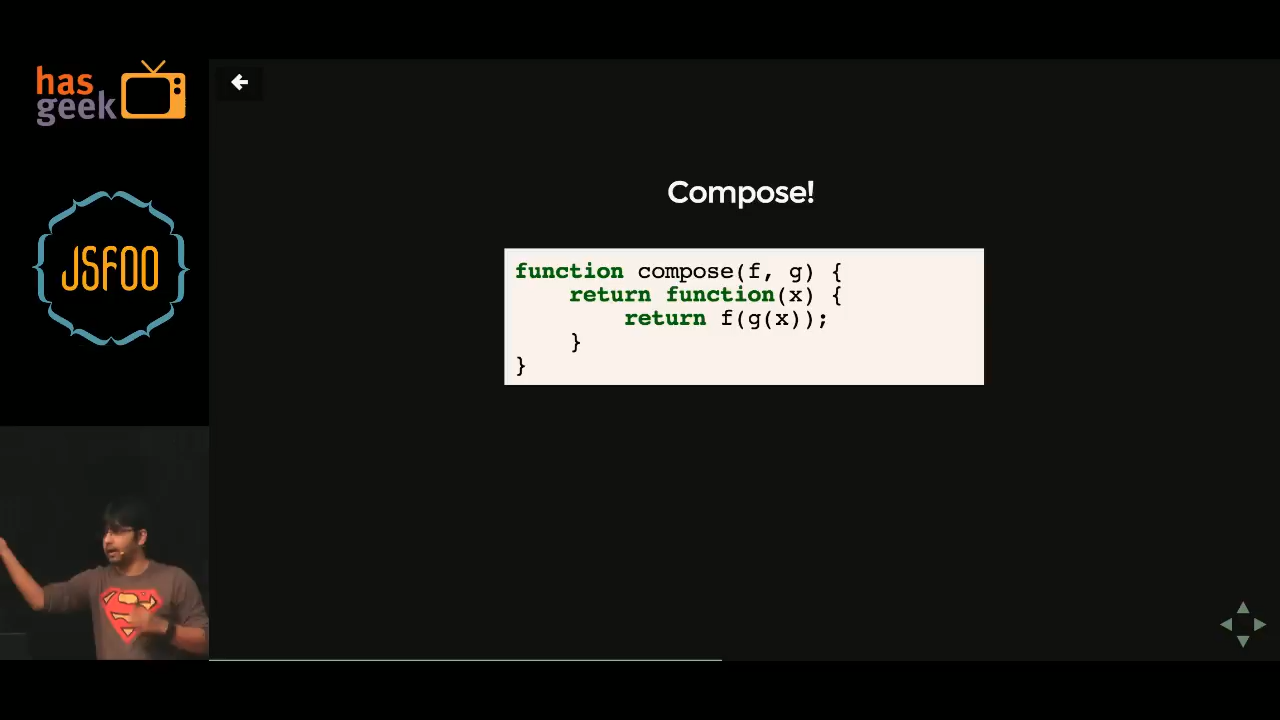 has
geek
JSFOO
Compose!
function compose(f, g) {
    return function(x) {
        return f(g(x));
    }
}